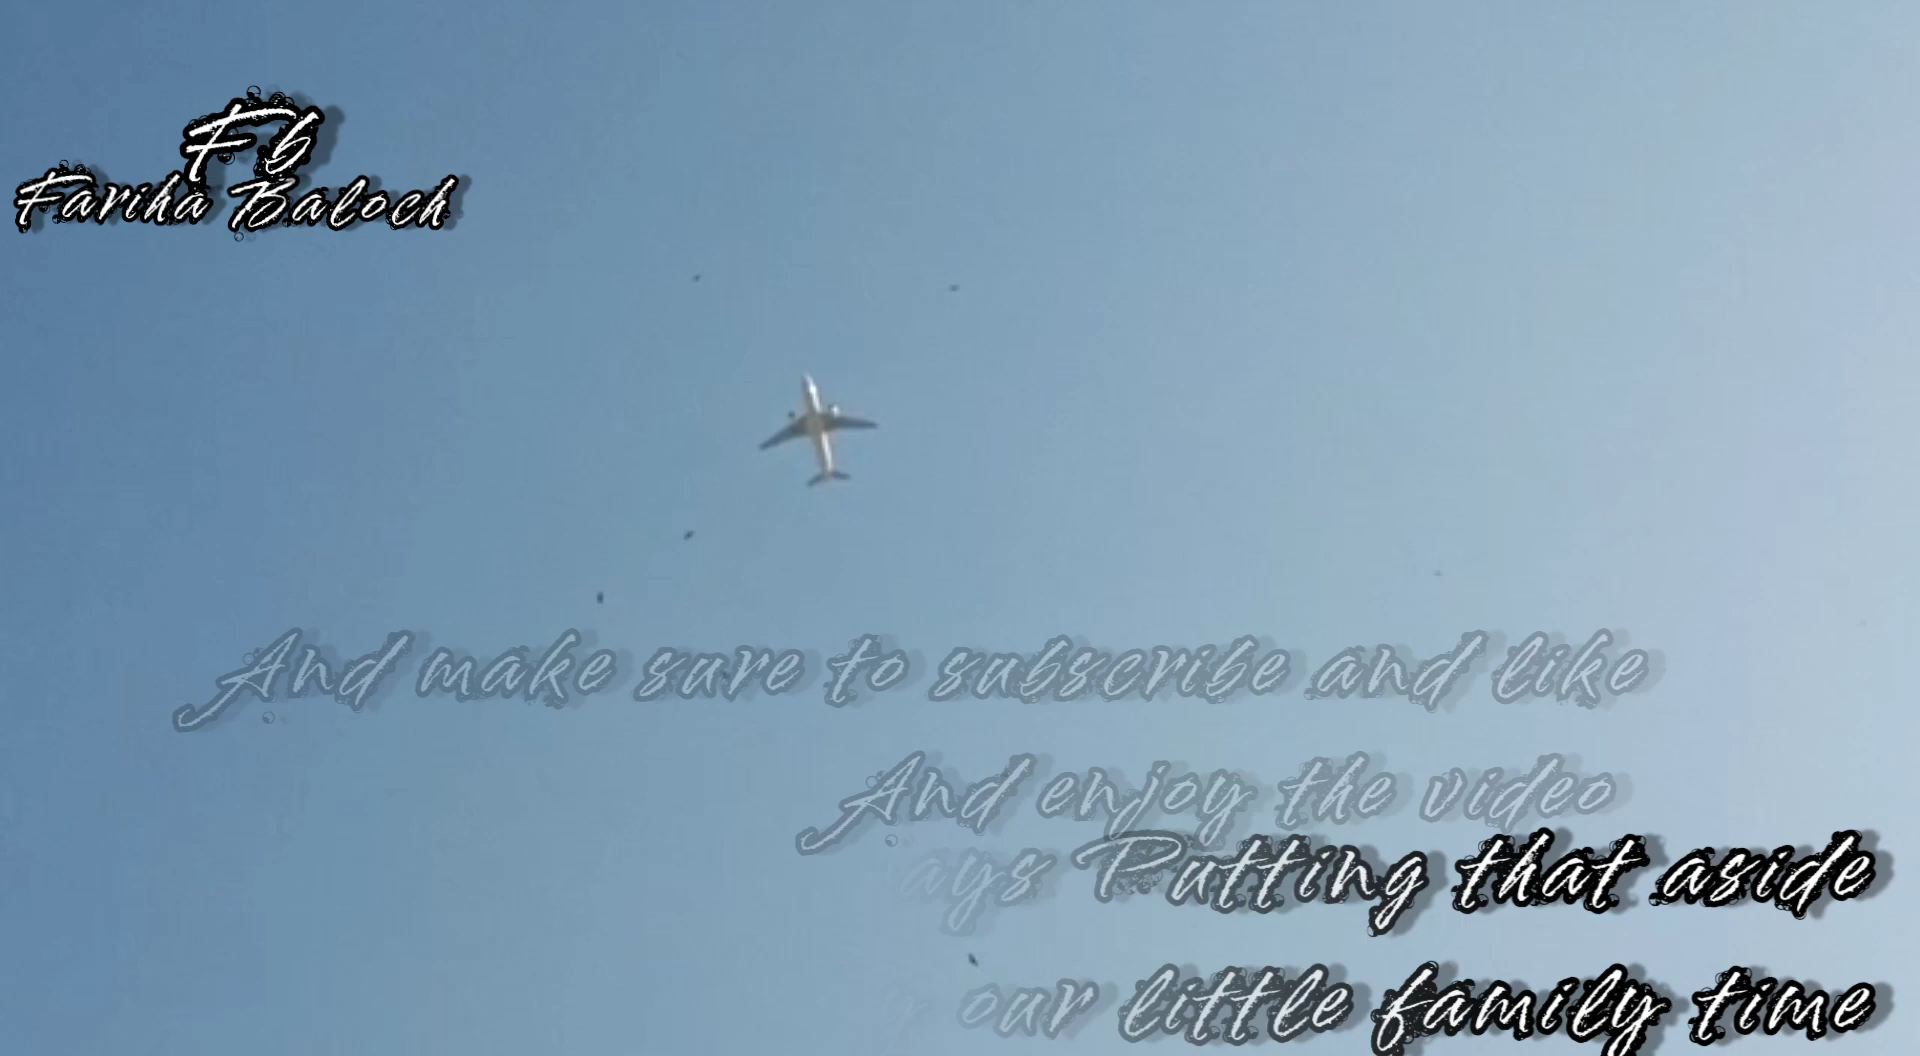 Fb
Fariha Baloch
And make sure to subscribe and like
And enjoy the video
ays Putting that aside
our little family time